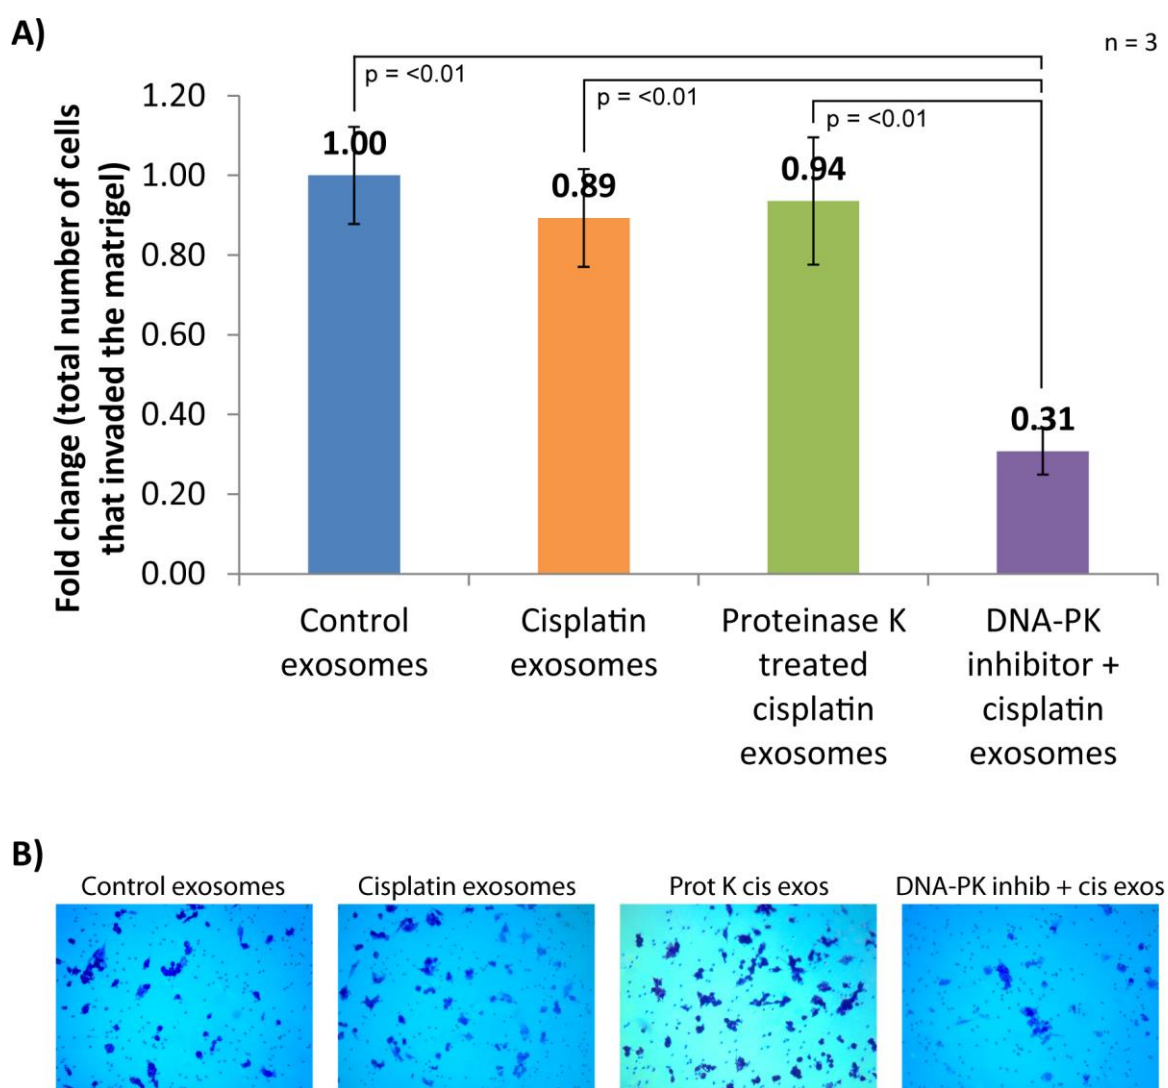 A)
n = 3
p = <0.01
p = <0.01
p = <0.01
Fold change (total number of cells
that invaded the matrigel)
1.20
1.00
0.80
0.60
0.40
0.20
0.00
1.00
0.89
0.94
0.31
Control
exosomes
Cisplatin
exosomes
Proteinase K
treated
cisplatin
exosomes
DNA-PK
inhibitor +
cisplatin
exosomes
B)
Control exosomes
Cisplatin exosomes
Prot K cis exos
DNA-PK inhib + cis exos